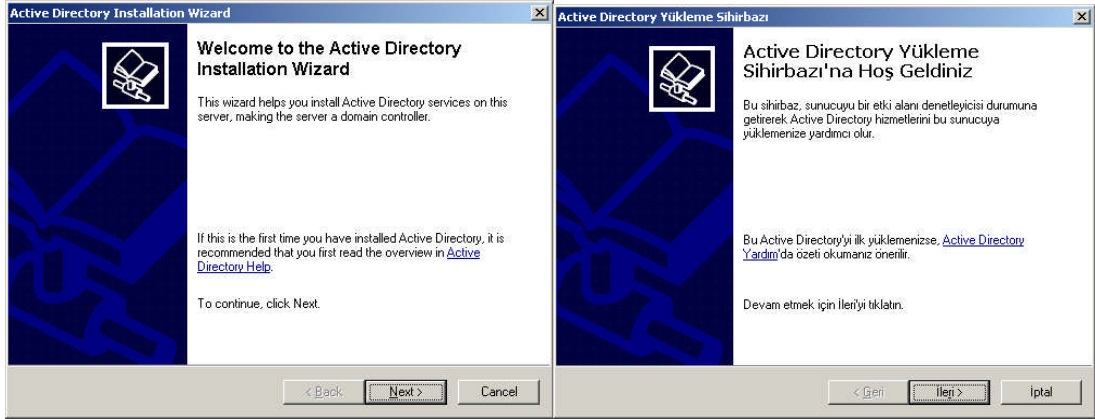 Active Directory Installation Wizard
Welcome to the Active Directory
Installation Wizard
This wizard helps you install Active Directory services on this
server, making the server a domain controller.
If this is the first time you have installed Active Directory, it is
recommended that you first read the overview in Active
Directory Help.
To continue, click Next.
< Back
Next >
Cancel
Active Directory Yükleme Sihirbazı
Active Directory Yükleme
Sihirbazı'na Hoş Geldiniz
Bu sihirbaz, sunucuyu bir etki alanı denetleyicisi durumuna
getirerek Active Directory hizmetlerini bu sunucuya
yüklemenize yardımcı olur.
Bu Active Directory'yi ilk yüklemenizse, Active Directory
Yardım'da özeti okumanız önerilir.
Devam etmek için İleri'yi tıklatın.
< Geri
İleri >
İptal